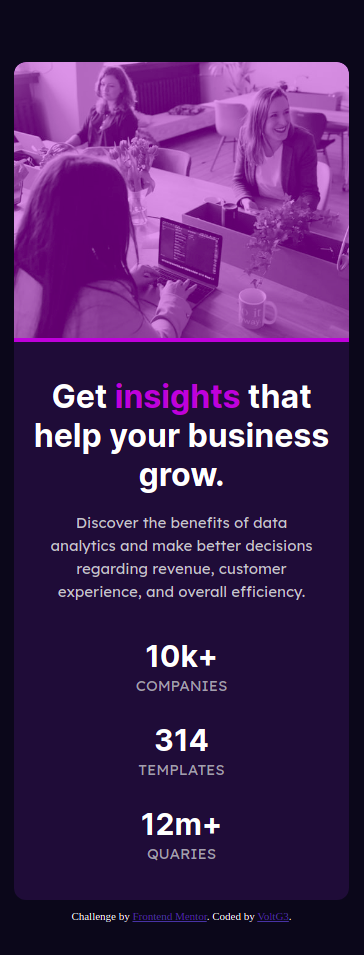 Get insights that
help your business
grow.
Discover the benefits of data
analytics and make better decisions
regarding revenue, customer
experience, and overall efficiency.
10k+
COMPANIES
314
TEMPLATES
12m+
QUARIES
Challenge by Frontend Mentor. Coded by VoltG3.